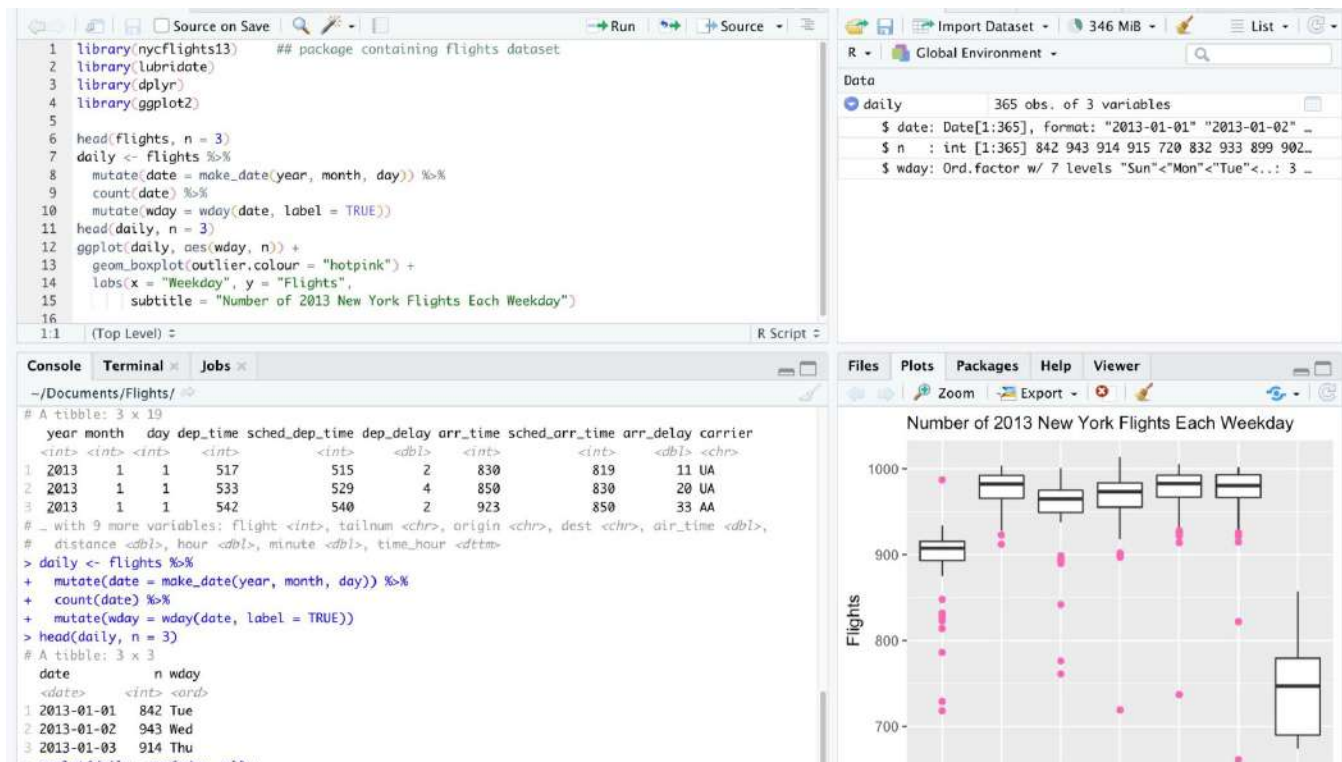 Source on Save Run Source
1 library(nycflights13) ## package containing flights dataset
2 library(lubridate)
3 library(dplyr)
4 library(ggplot2)
5
6 head(flights, n = 3)
7 daily <- flights %>%
8 mutate(date = make_date(year, month, day)) %>%
9 count(date) %>%
10 mutate(wday = wday(date, label = TRUE))
11 head(daily, n = 3)
12 ggplot(daily, aes(wday, n)) +
13 geom_boxplot(outlier.colour = "hotpink") +
14 labs(x = "Weekday", y = "Flights",
15 subtitle = "Number of 2013 New York Flights Each Weekday")
16
1:1 (Top Level) R Script
Import Dataset 346 MiB List
R Global Environment
Data
daily 365 obs. of 3 variables
$ date: Date[1:365], format: "2013-01-01" "2013-01-02" …
$ n : int [1:365] 842 943 914 915 720 832 933 899 902…
$ wday: Ord.factor w/ 7 levels "Sun"<"Mon"<"Tue"<..: 3 …
Console Terminal Jobs
~/Documents/Flights/
# A tibble: 3 x 19
year month day dep_time sched_dep_time dep_delay arr_time sched_arr_time arr_delay carrier
<int> <int> <int> <int> <int> <dbl> <int> <int> <dbl> <chr>
1 2013 1 1 517 515 2 830 819 11 UA
2 2013 1 1 533 529 4 850 830 20 UA
3 2013 1 1 542 540 2 923 850 33 AA
# … with 9 more variables: flight <int>, tailnum <chr>, origin <chr>, dest <chr>, air_time <dbl>,
# distance <dbl>, hour <dbl>, minute <dbl>, time_hour <dttm>
> daily <- flights %>%
+ mutate(date = make_date(year, month, day)) %>%
+ count(date) %>%
+ mutate(wday = wday(date, label = TRUE))
> head(daily, n = 3)
# A tibble: 3 x 3
date n wday
<date> <int> <ord>
1 2013-01-01 842 Tue
2 2013-01-02 943 Wed
3 2013-01-03 914 Thu
Files Plots Packages Help Viewer
Zoom Export
Number of 2013 New York Flights Each Weekday
1000
900
800
700
Flights